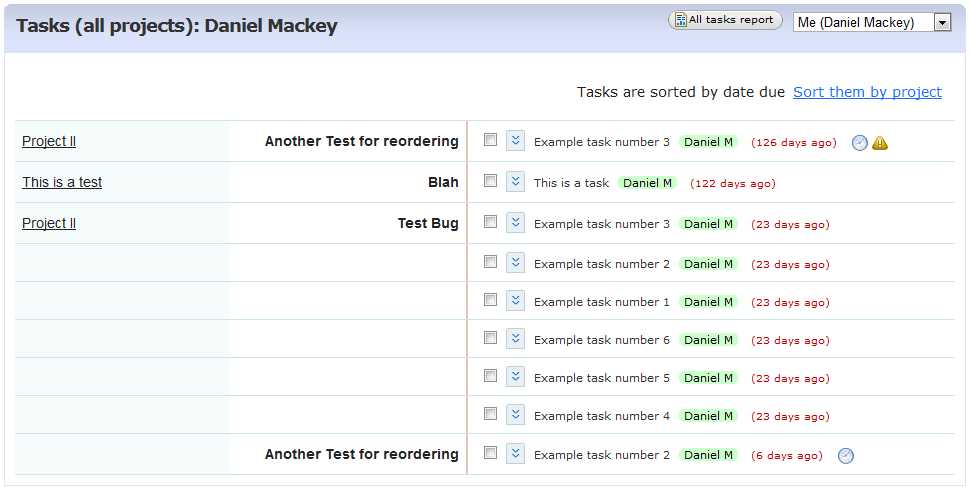 Tasks (all projects): Daniel Mackey All tasks report Me (Daniel Mackey)
Tasks are sorted by date due Sort them by project
Project II Another Test for reordering Example task number 3 Daniel M (126 days ago)
This is a test Blah This is a task Daniel M (122 days ago)
Project II Test Bug Example task number 3 Daniel M (23 days ago)
Example task number 2 Daniel M (23 days ago)
Example task number 1 Daniel M (23 days ago)
Example task number 6 Daniel M (23 days ago)
Example task number 5 Daniel M (23 days ago)
Example task number 4 Daniel M (23 days ago)
Another Test for reordering Example task number 2 Daniel M (6 days ago)